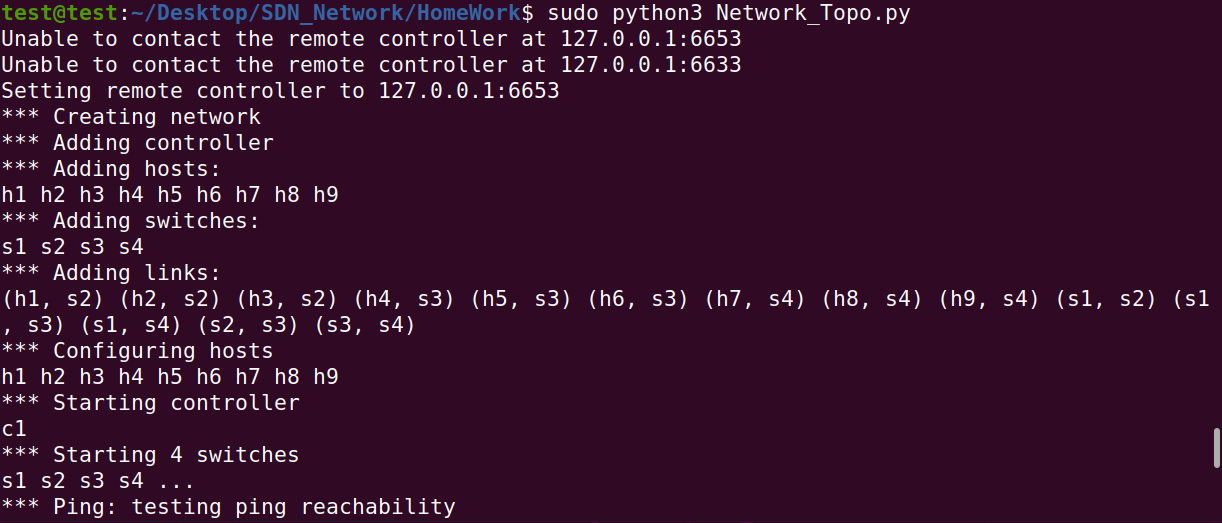 test@test:~/Desktop/SDN_Network/HomeWork$ sudo python3 Network_Topo.py
Unable to contact the remote controller at 127.0.0.1:6653
Unable to contact the remote controller at 127.0.0.1:6633
Setting remote controller to 127.0.0.1:6653
*** Creating network
*** Adding controller
*** Adding hosts:
h1 h2 h3 h4 h5 h6 h7 h8 h9
*** Adding switches:
s1 s2 s3 s4
*** Adding links:
(h1, s2) (h2, s2) (h3, s2) (h4, s3) (h5, s3) (h6, s3) (h7, s4) (h8, s4) (h9, s4) (s1, s2) (s1
, s3) (s1, s4) (s2, s3) (s3, s4)
*** Configuring hosts
h1 h2 h3 h4 h5 h6 h7 h8 h9
*** Starting controller
c1
*** Starting 4 switches
s1 s2 s3 s4 ...
*** Ping: testing ping reachability